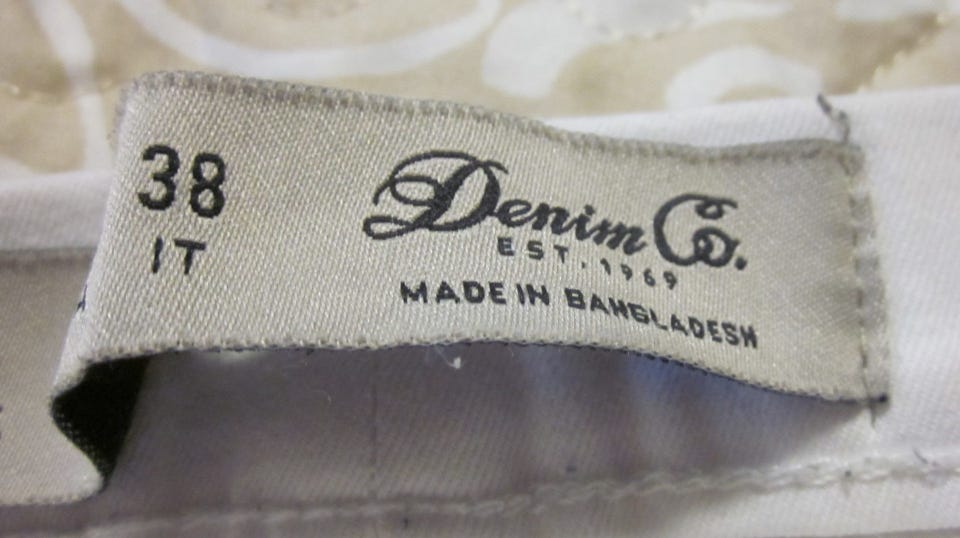 38
IT
Denim Co.
EST. 1969
MADE IN BANGLADESH